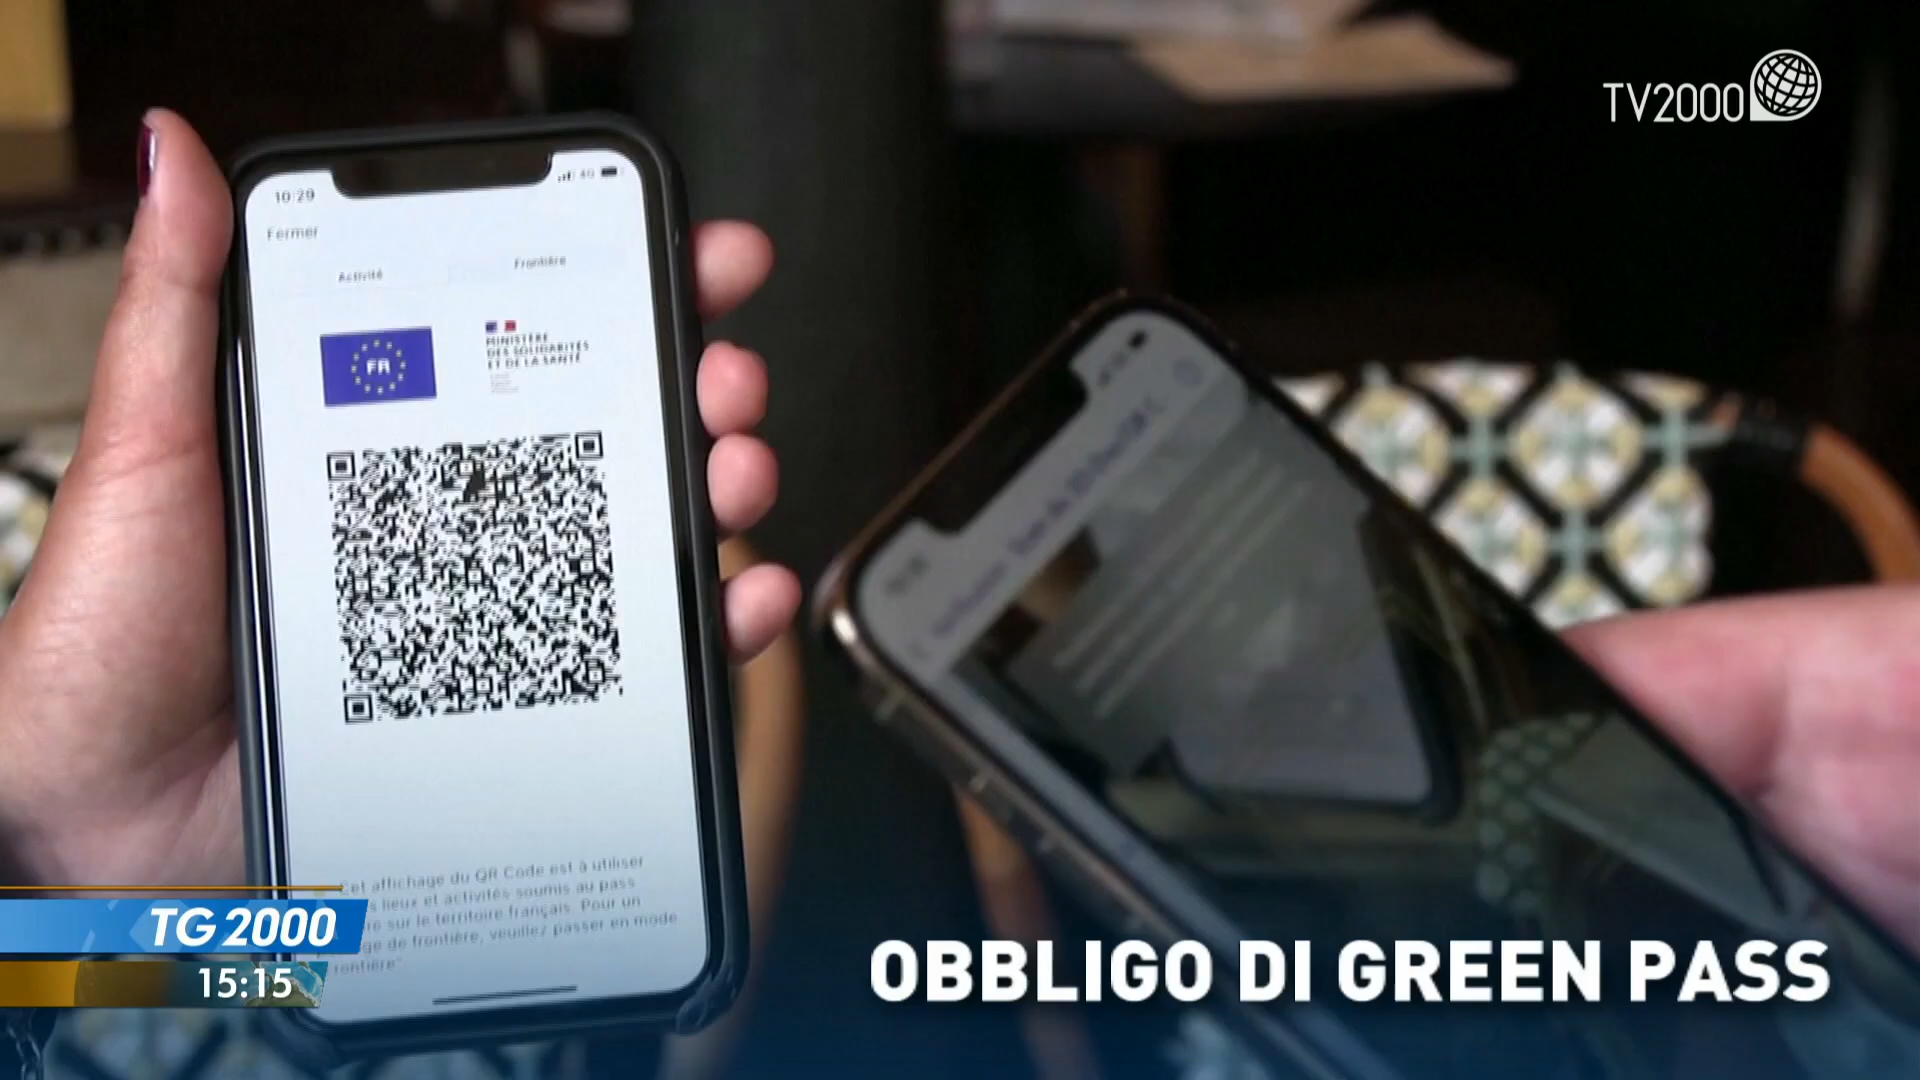 TV2000
10:29
4G
Fermer
Activité
Frontière
FR
MINISTÈRE
DES SOLIDARITÉS
ET DE LA SANTÉ
Cet affichage du QR Code est à utiliser
lieux et activités soumis au pass
sur le territoire français. Pour un
de frontière, veuillez passer en mode
rontière"
TG 2000
15:15
OBBLIGO DI GREEN PASS